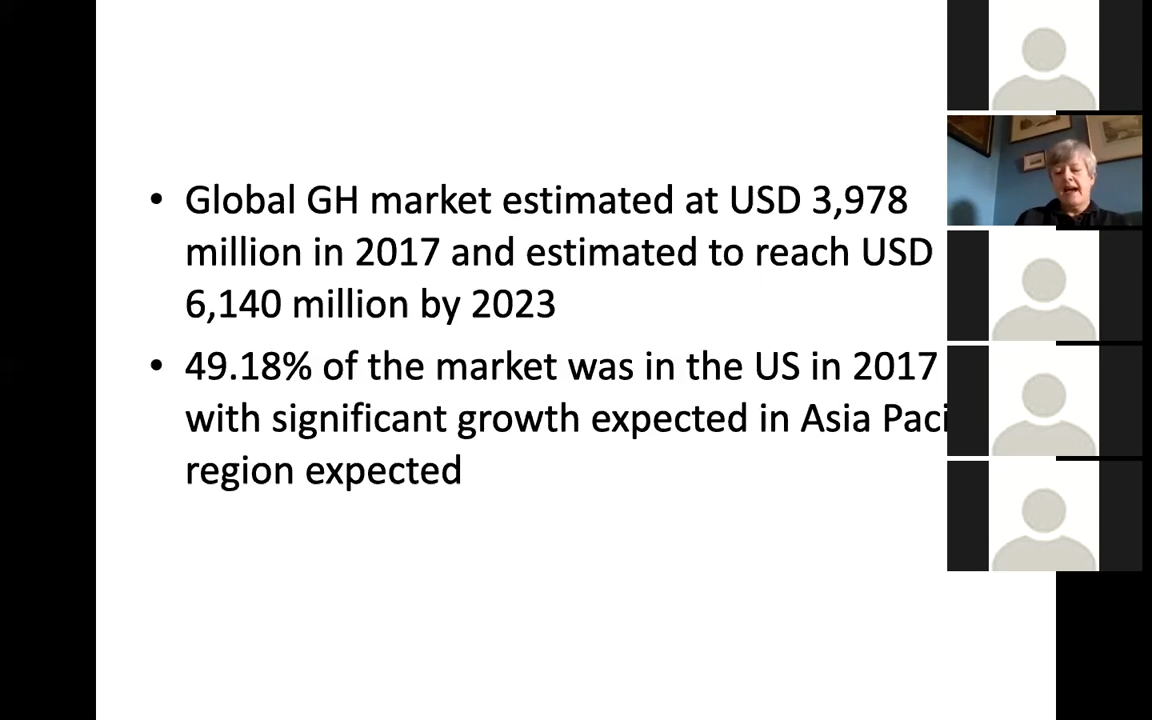 • Global GH market estimated at USD 3,978
million in 2017 and estimated to reach USD
6,140 million by 2023
• 49.18% of the market was in the US in 2017
with significant growth expected in Asia Paci
region expected